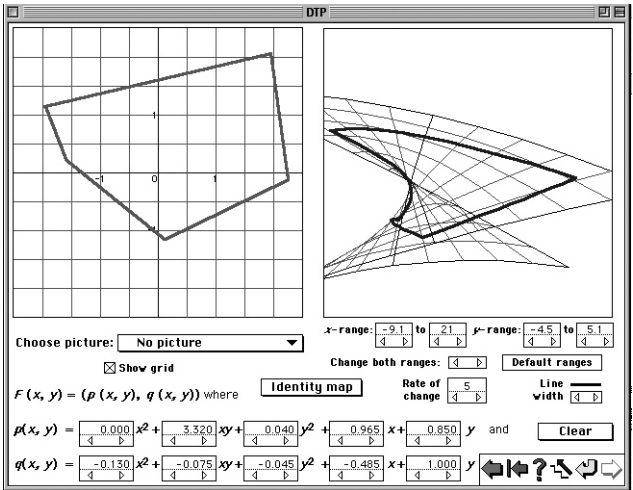 DTP
1
-1 0 1
-1
x-range: -9.1 to 21 y-range: -4.5 to 5.1
Choose picture: No picture
Change both ranges: Default ranges
Show grid
F (x, y) = (p (x, y), q (x, y)) where Identity map Rate of change 5 Line width
p(x, y) = 0.000 x² + 3.320 xy + 0.040 y² + 0.965 x + 0.850 y and Clear
q(x, y) = -0.130 x² + -0.075 xy + -0.045 y² + -0.485 x + 1.000 y